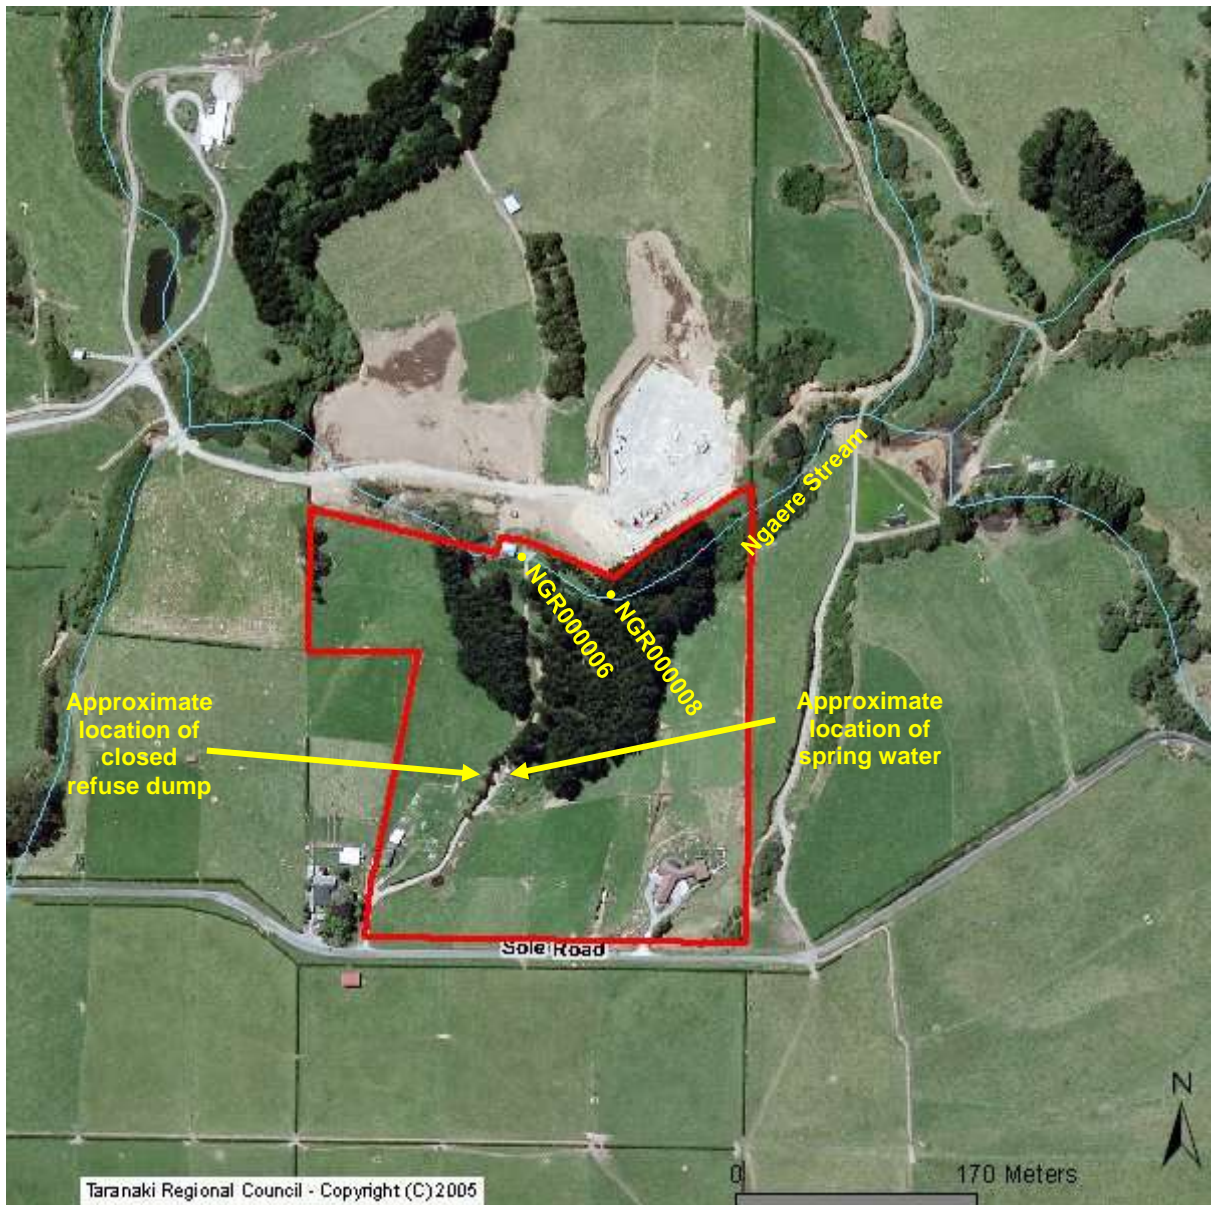 Ngaere Stream
NGR000006
NGR000008
Approximate
location of
closed
refuse dump
Approximate
location of
spring water
Sole Road
N
0
170 Meters
Taranaki Regional Council - Copyright (C)2005